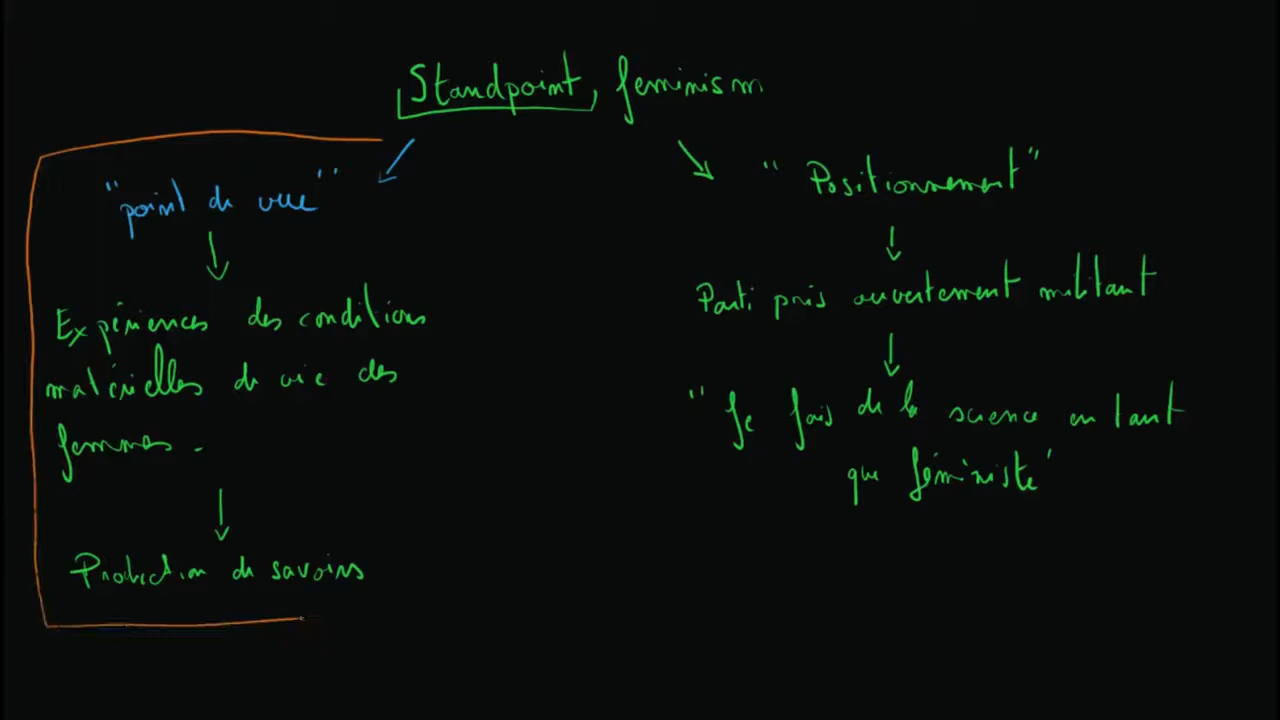 Standpoint, feminism
"point de vue"
Expériences des conditions
matérielles de vie des
femmes.
Production de savoirs
"Positionnement"
Parti pris ouvertement militant
"Je fais de la science en tant
que féministe"